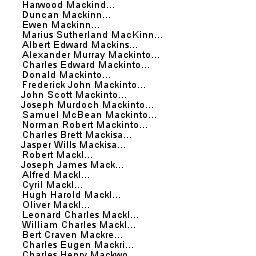 Harwood Mackind...
Duncan Mackinn...
Ewen Mackinn...
Marius Sutherland MacKinn...
Albert Edward Mackins...
Alexander Murray Mackinto...
Charles Edward Mackinto...
Donald Mackinto...
Frederick John Mackinto...
John Scott Mackinto...
Joseph Murdoch Mackinto...
Samuel McBean Mackinto...
Norman Robert Mackinto...
Charles Brett Mackisa...
Jasper Wills Mackisa...
Robert Mackl...
Joseph James Mack...
Alfred Mackl...
Cyril Mackl...
Hugh Harold Mackl...
Oliver Mackl...
Leonard Charles Mackl...
William Charles Mackl...
Bert Craven Mackre...
Charles Eugen Mackri...
Charles Henry Mackwo...